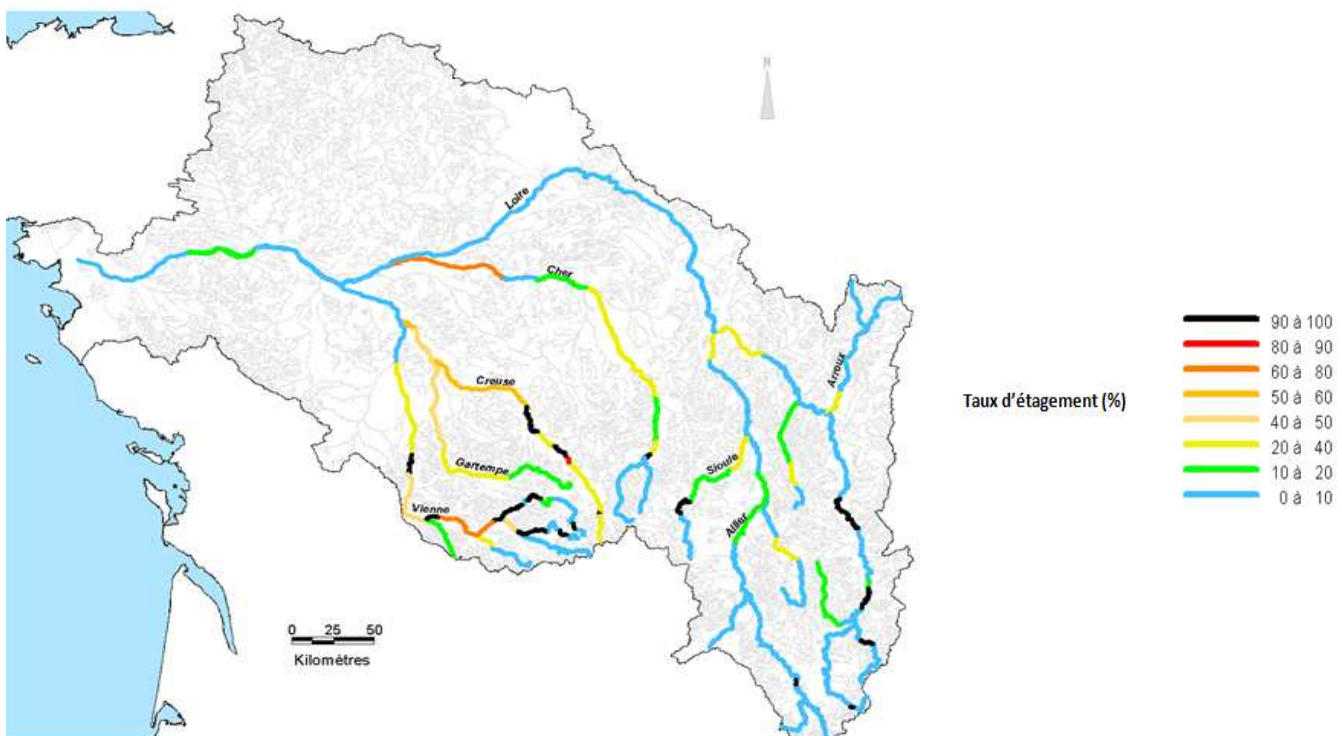 N
Loire
Cher
Arroux
Creuse
Gartempe
Sioule
Vienne
Allier
0 25 50
Kilomètres
Taux d'étagement (%)
90 à 100
80 à 90
60 à 80
50 à 60
40 à 50
20 à 40
10 à 20
0 à 10